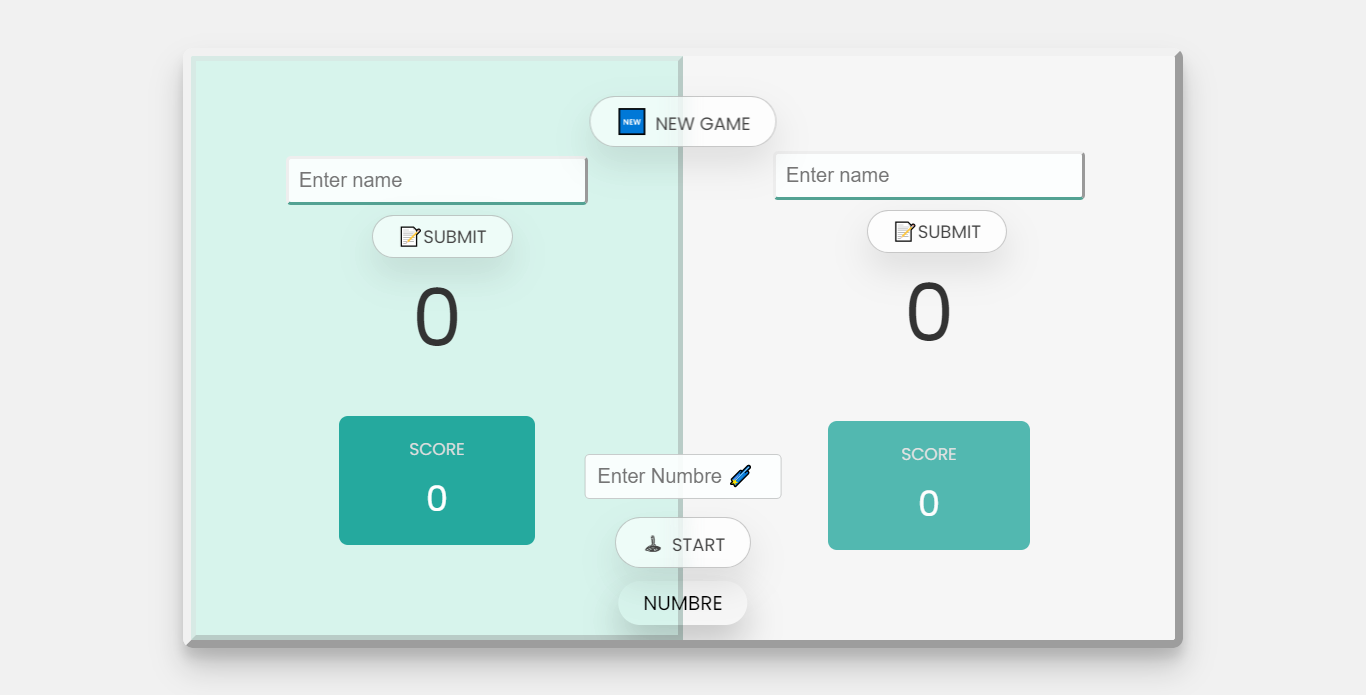 NEW NEW GAME
Enter name
Enter name
SUBMIT
SUBMIT
0
0
SCORE
0
SCORE
0
Enter Numbre
START
NUMBRE